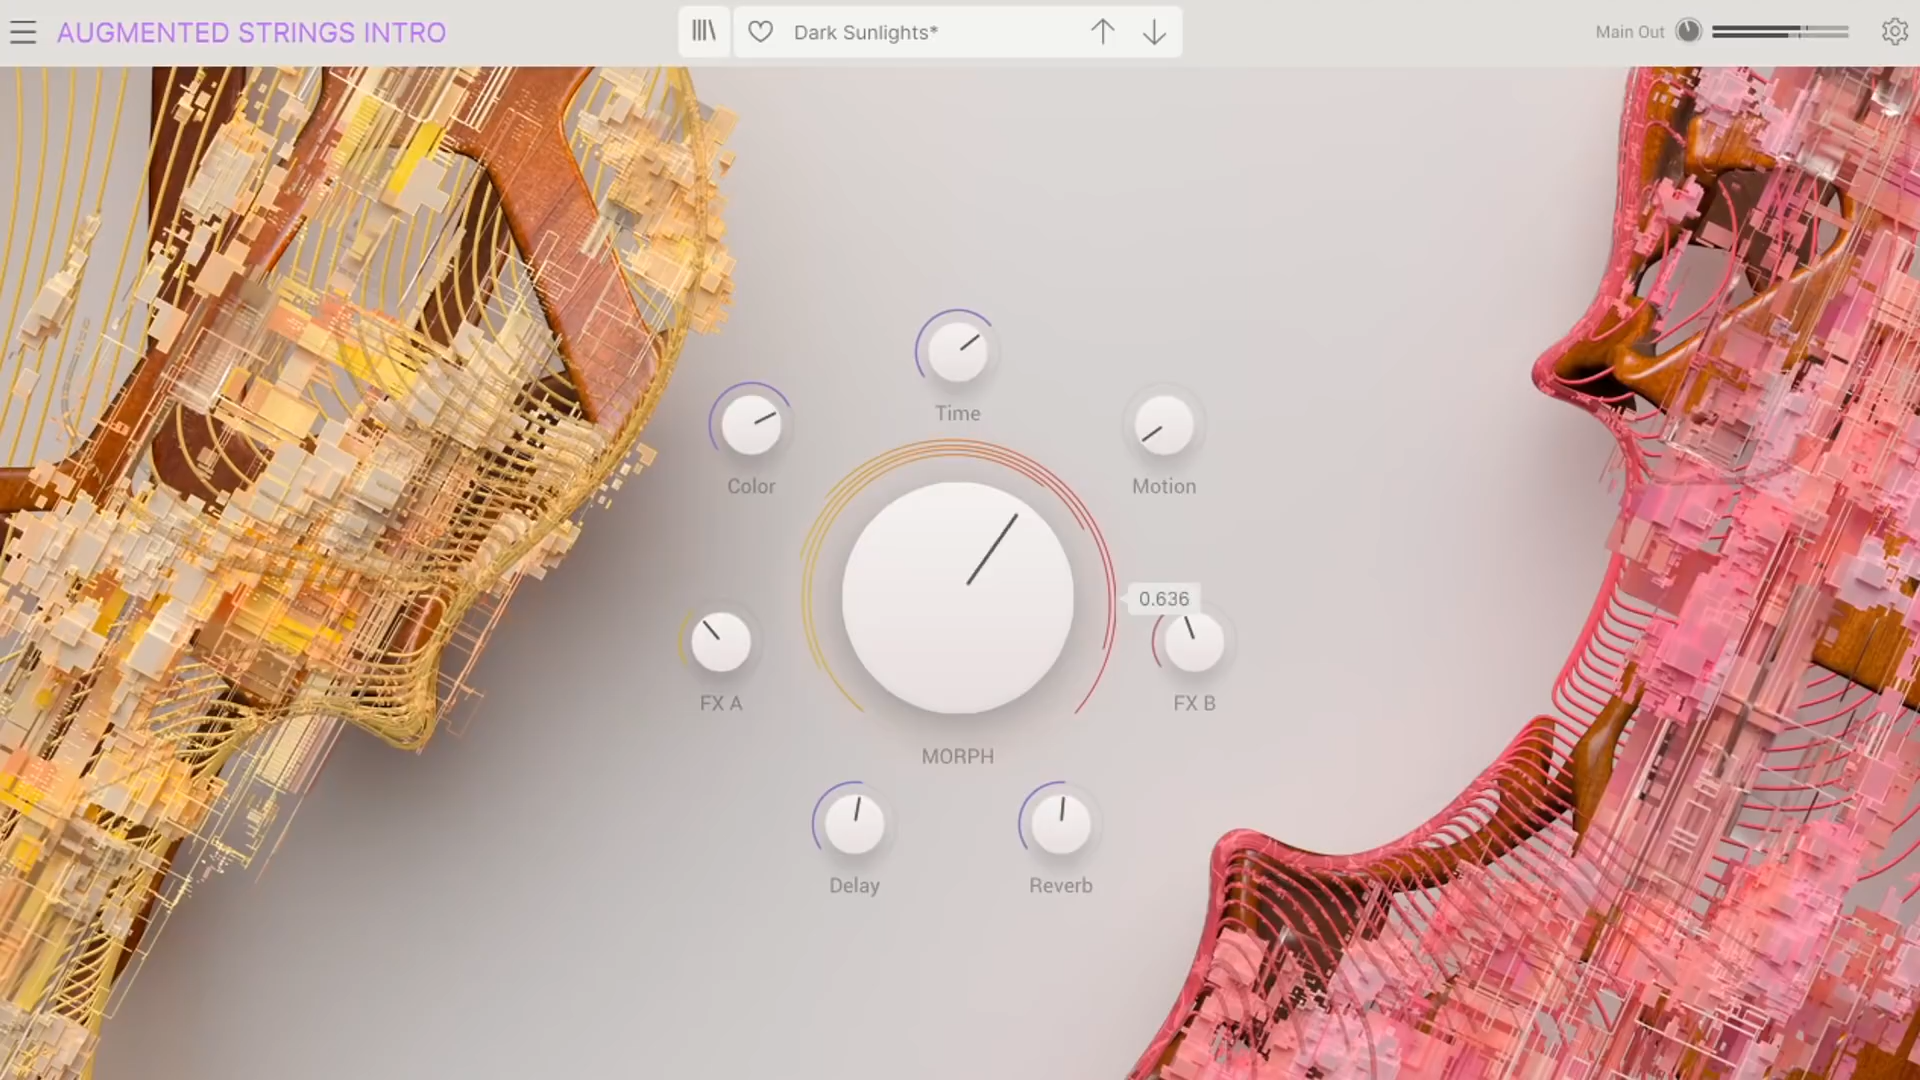 AUGMENTED STRINGS INTRO
Dark Sunlights*
Main Out
Time
Color
Motion
0.636
FX A
FX B
MORPH
Delay
Reverb